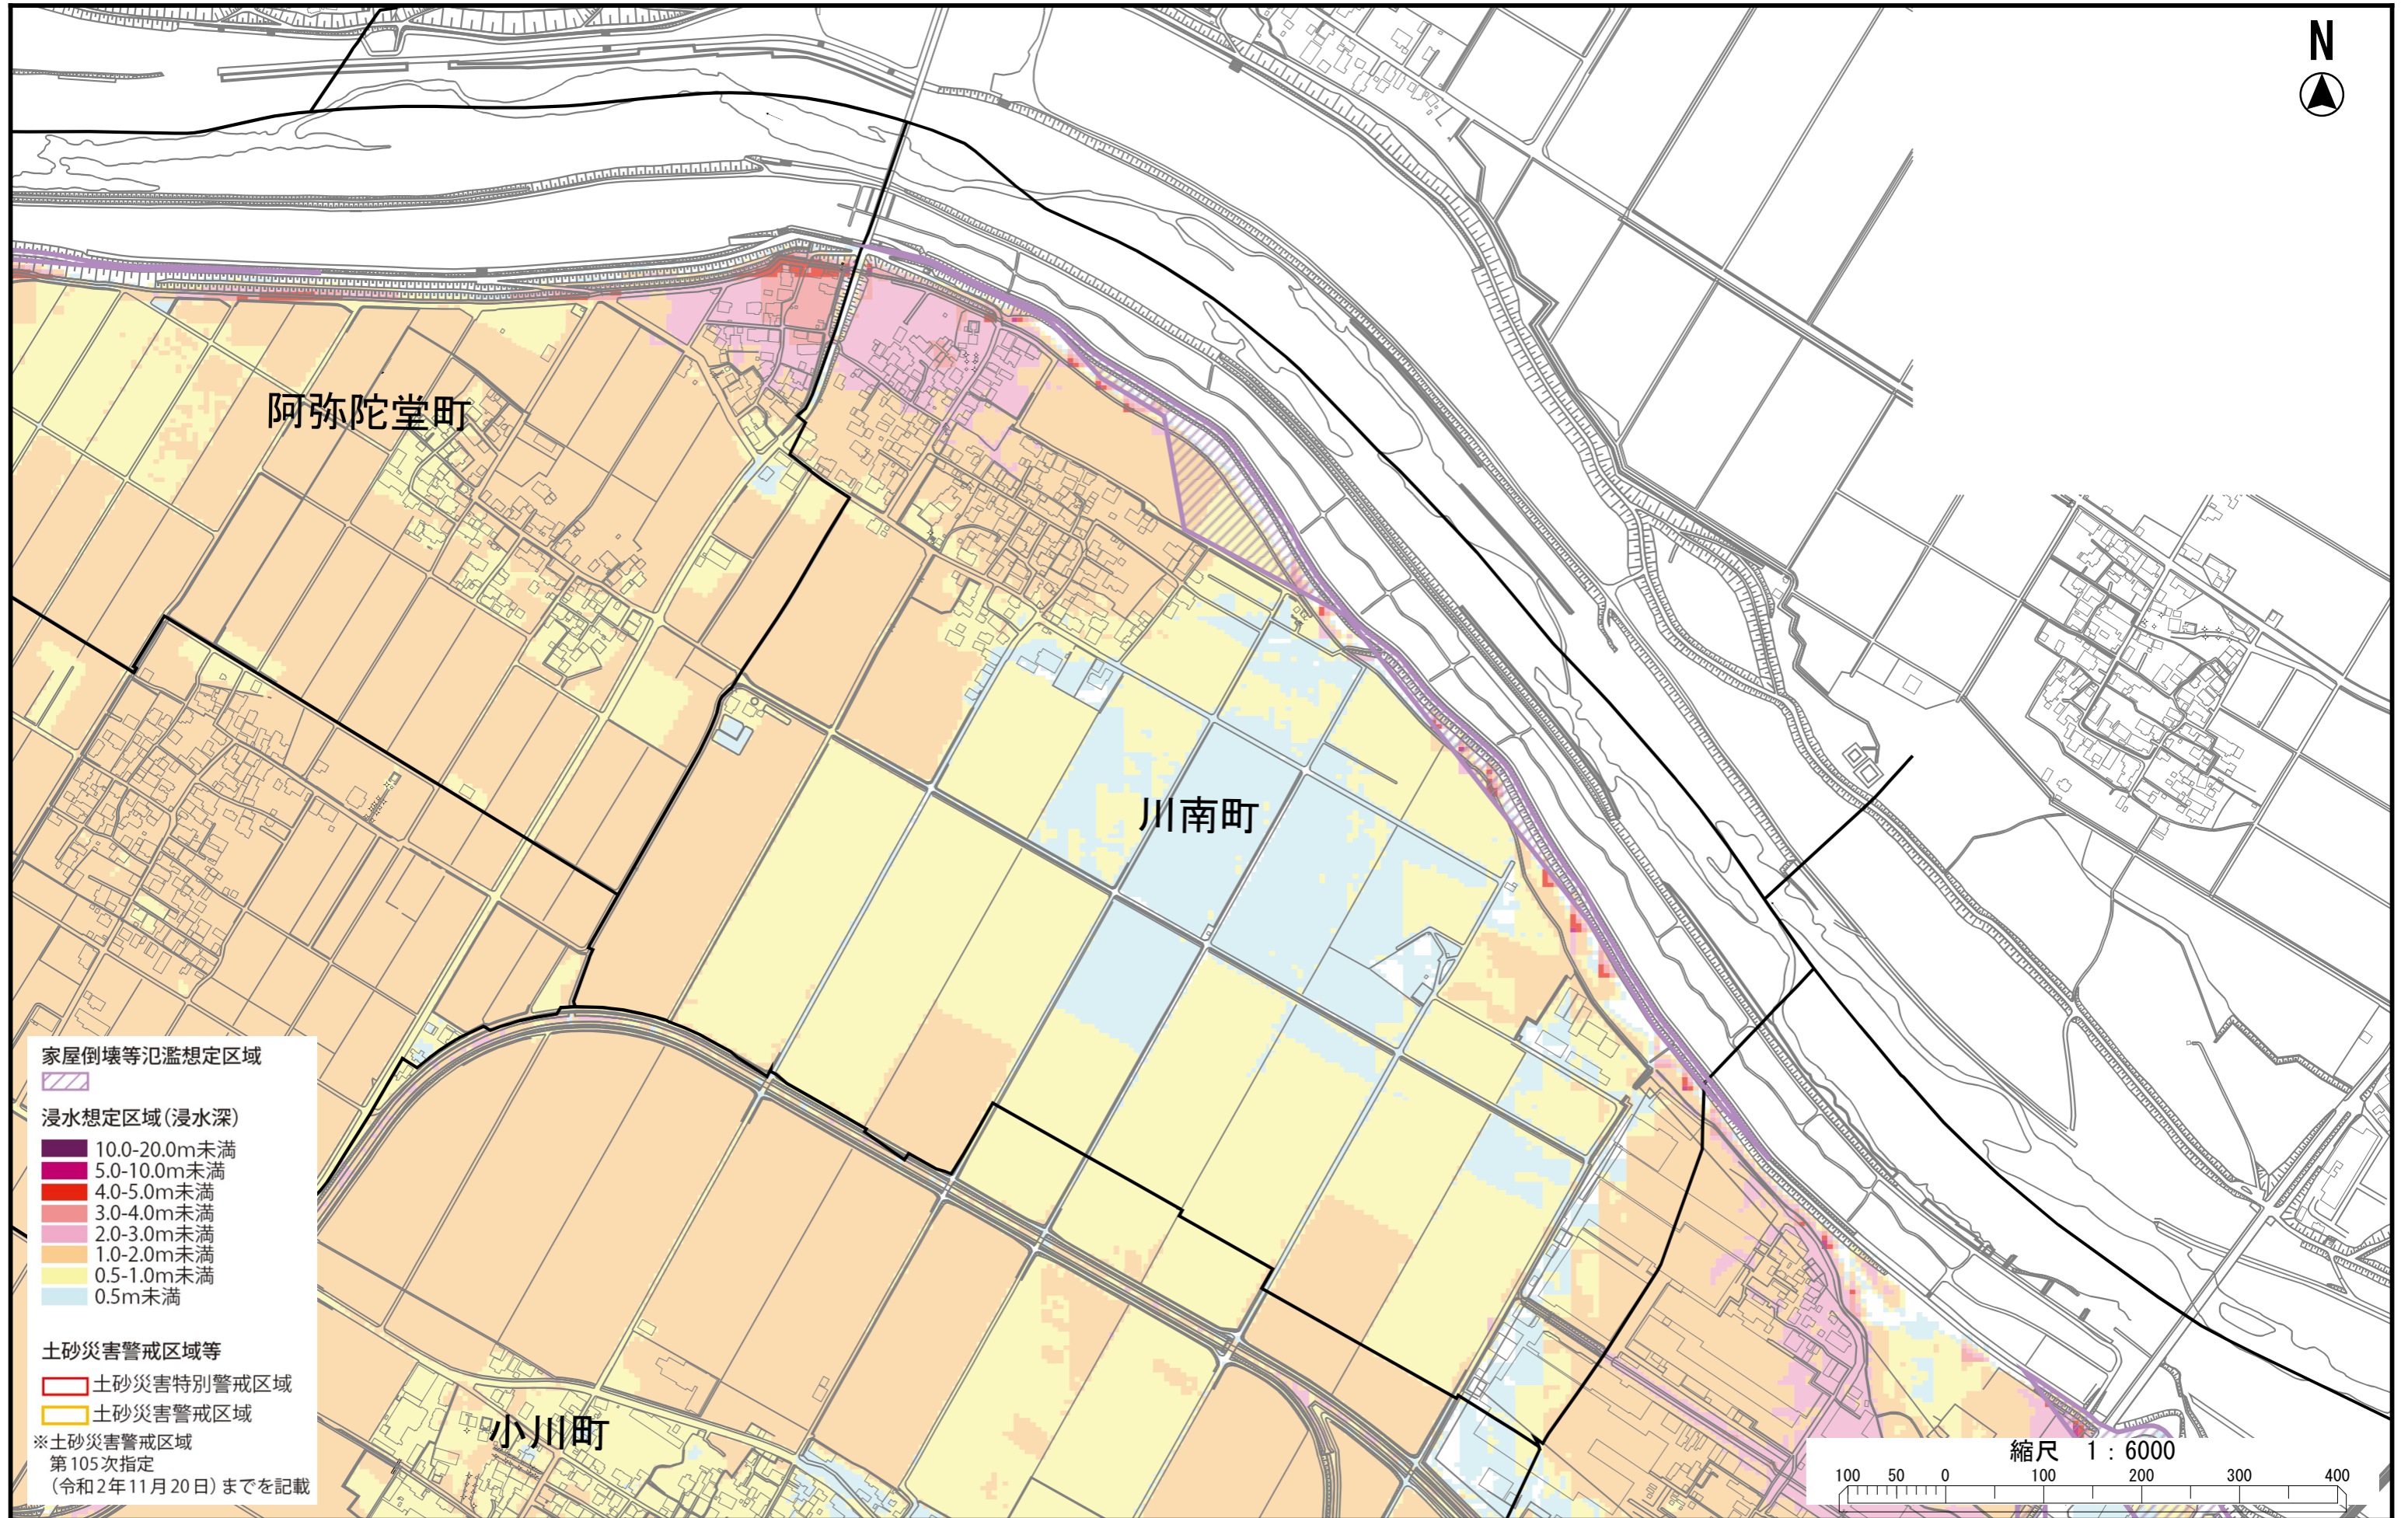 N
阿弥陀堂町
川南町
小川町
家屋倒壊等氾濫想定区域
浸水想定区域(浸水深)
10.0-20.0m未満
5.0-10.0m未満
4.0-5.0m未満
3.0-4.0m未満
2.0-3.0m未満
1.0-2.0m未満
0.5-1.0m未満
0.5m未満
土砂災害警戒区域等
土砂災害特別警戒区域
土砂災害警戒区域
※土砂災害警戒区域
第105次指定
(令和2年11月20日)までを記載
縮尺 1:6000
100 50 0 100 200 300 400